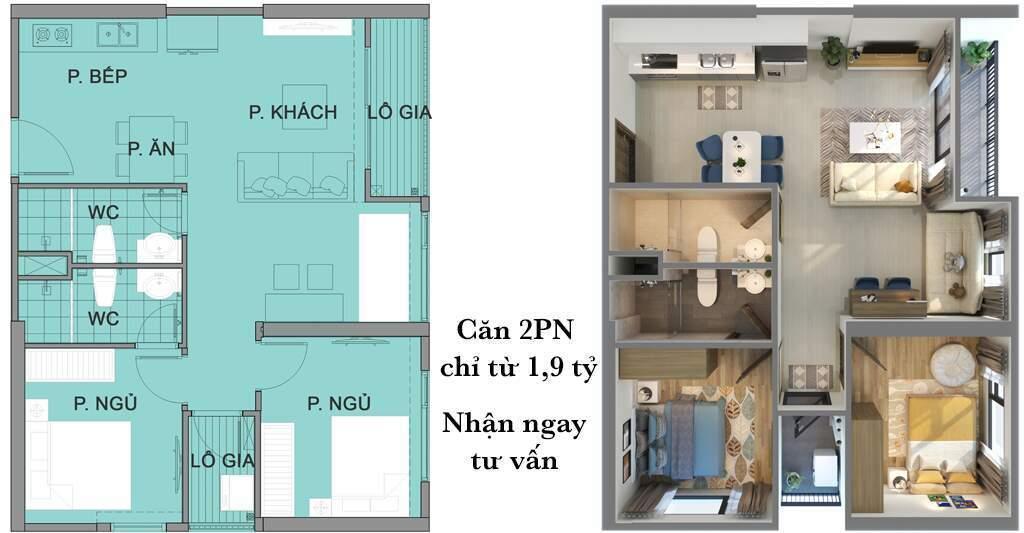 P. BẾP
P. KHÁCH
LÔ GIA
P. ĂN
WC
WC
Căn 2PN
chỉ từ 1,9 tỷ
P. NGỦ
P. NGỦ
Nhận ngay
tư vấn
LÔ GIA